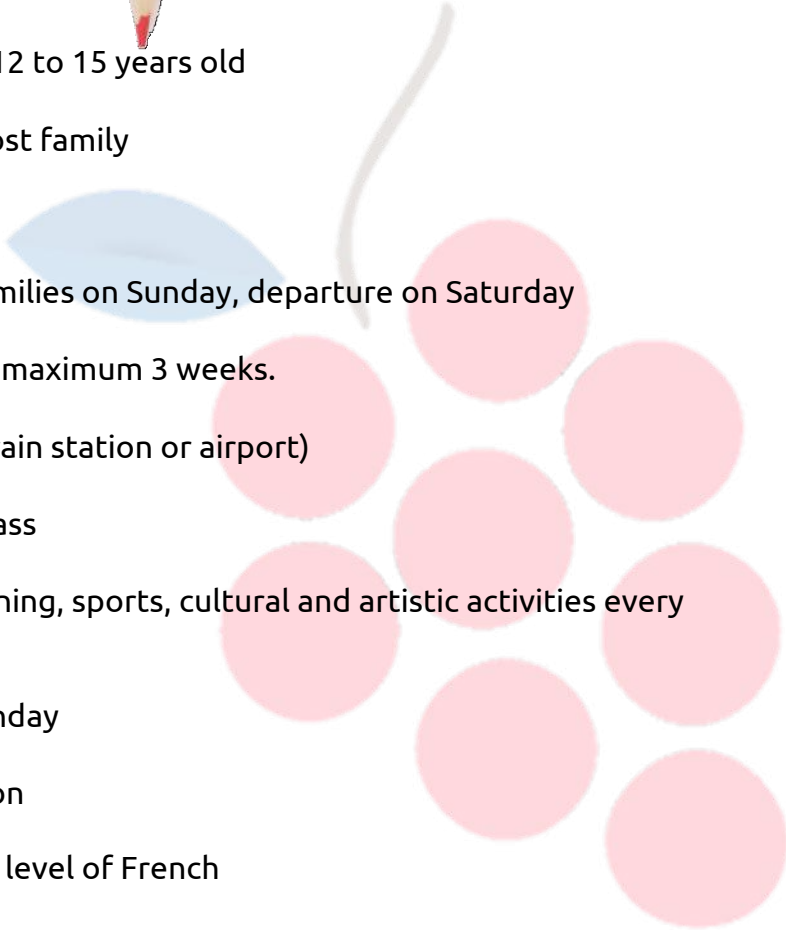 12 to 15 years old
ost family
milies on Sunday, departure on Saturday
maximum 3 weeks.
ain station or airport)
ass
ning, sports, cultural and artistic activities every
nday
on
level of French